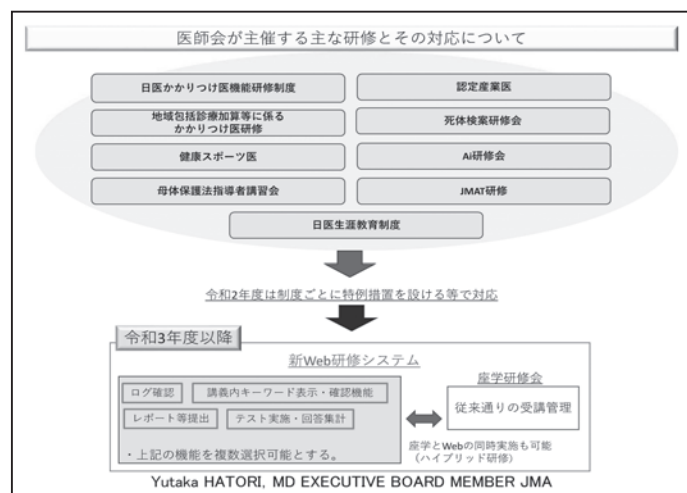 医師会が主催する主な研修とその対応について
日医かかりつけ医機能研修制度
認定産業医
地域包括診療加算等に係る
かかりつけ医研修
死体検案研修会
健康スポーツ医
Ai研修会
母体保護法指導者講習会
JMAT研修
日医生涯教育制度
令和2年度は制度ごとに特例措置を設ける等で対応
令和3年度以降
新Web研修システム
ログ確認
講義内キーワード表示・確認機能
レポート等提出
テスト実施・回答集計
・上記の機能を複数選択可能とする。
座学研修会
従来通りの受講管理
座学とWebの同時実施も可能
（ハイブリッド研修）
Yutaka HATORI, MD EXECUTIVE BOARD MEMBER JMA